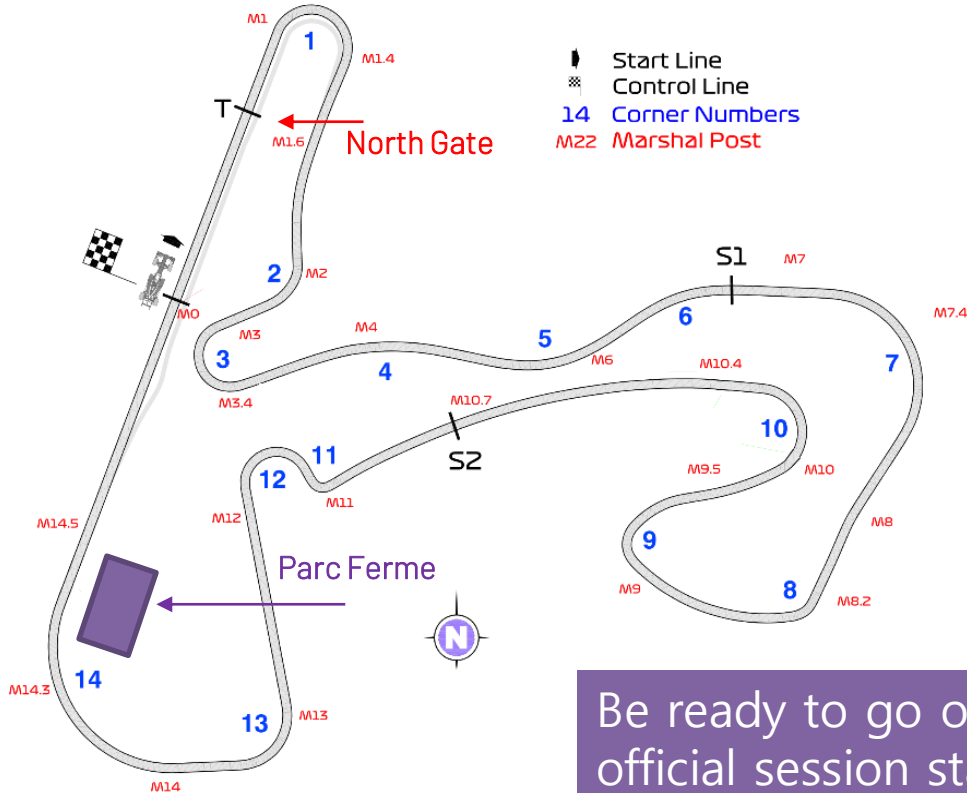 M1
1
M1.4
Start Line
Control Line
14 Corner Numbers
M22 Marshal Post
T
M1.6
North Gate
2
M2
S1
M7
M0
M3
M4
5
6
M7.4
3
4
M6
M10.4
7
M3.4
M10.7
11
S2
10
12
M9.5
M10
M11
M12
M14.5
M8
9
Parc Ferme
M9
8
M8.2
N
14
M14.3
13
M13
M14
Be ready to go o
official session sta